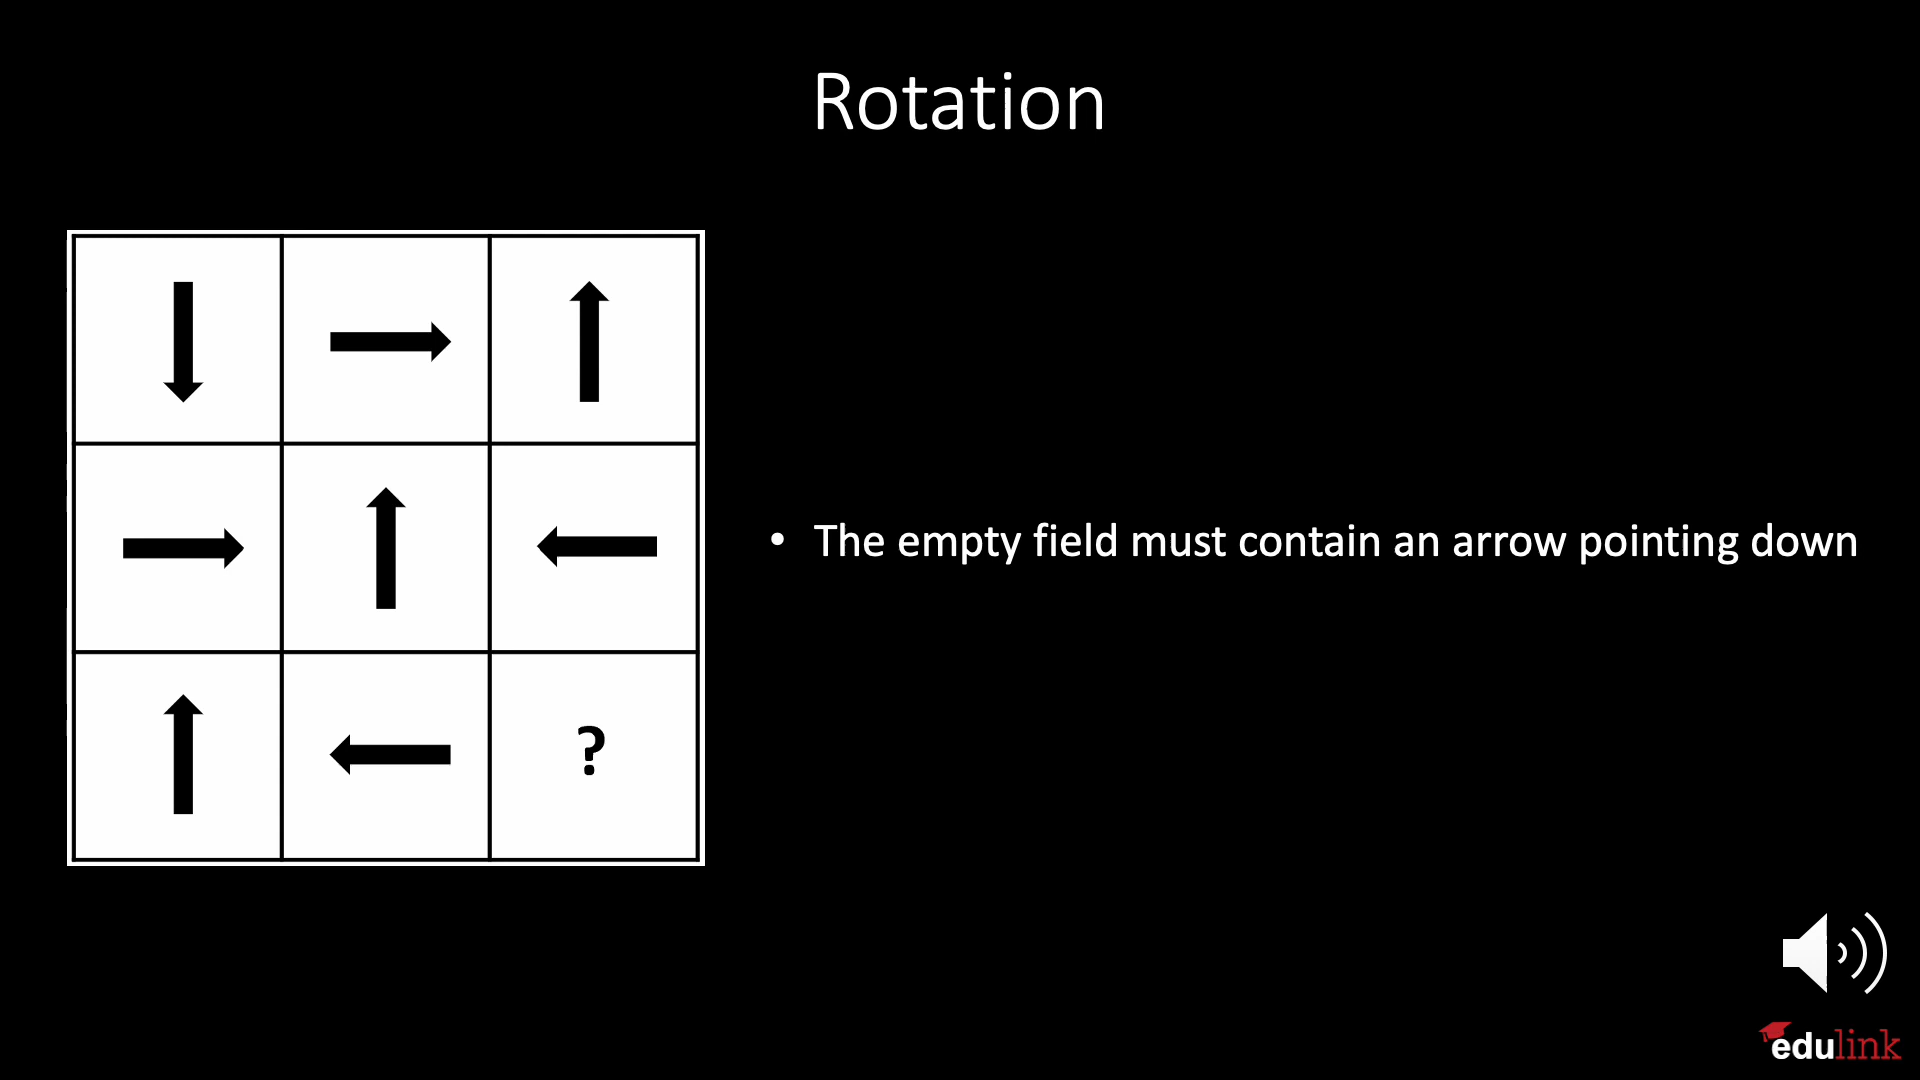 Rotation
• The empty field must contain an arrow pointing down
?
edulink